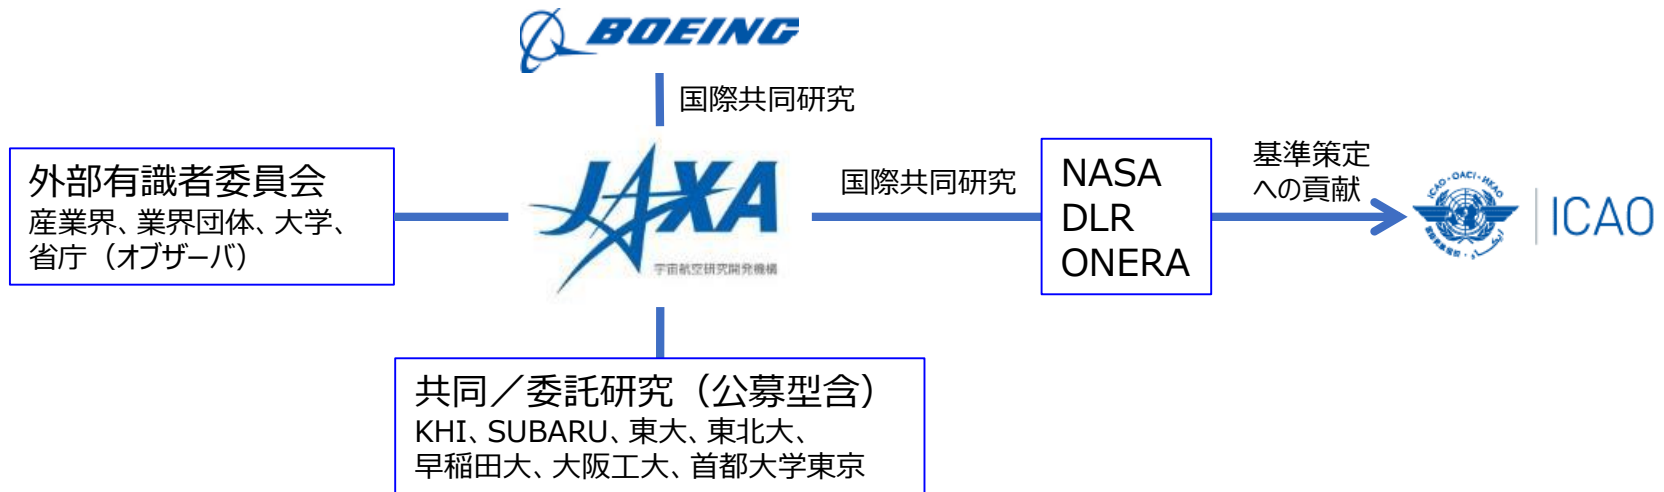 BOEING
国際共同研究
外部有識者委員会
産業界、業界団体、大学、
省庁（オブザーバ）
JAXA
宇宙航空研究開発機構
国際共同研究
NASA
DLR
ONERA
基準策定
への貢献
ICAO · OACI · ИКАО
ICAO
共同／委託研究（公募型含）
KHI、SUBARU、東大、東北大、
早稲田大、大阪工大、首都大学東京